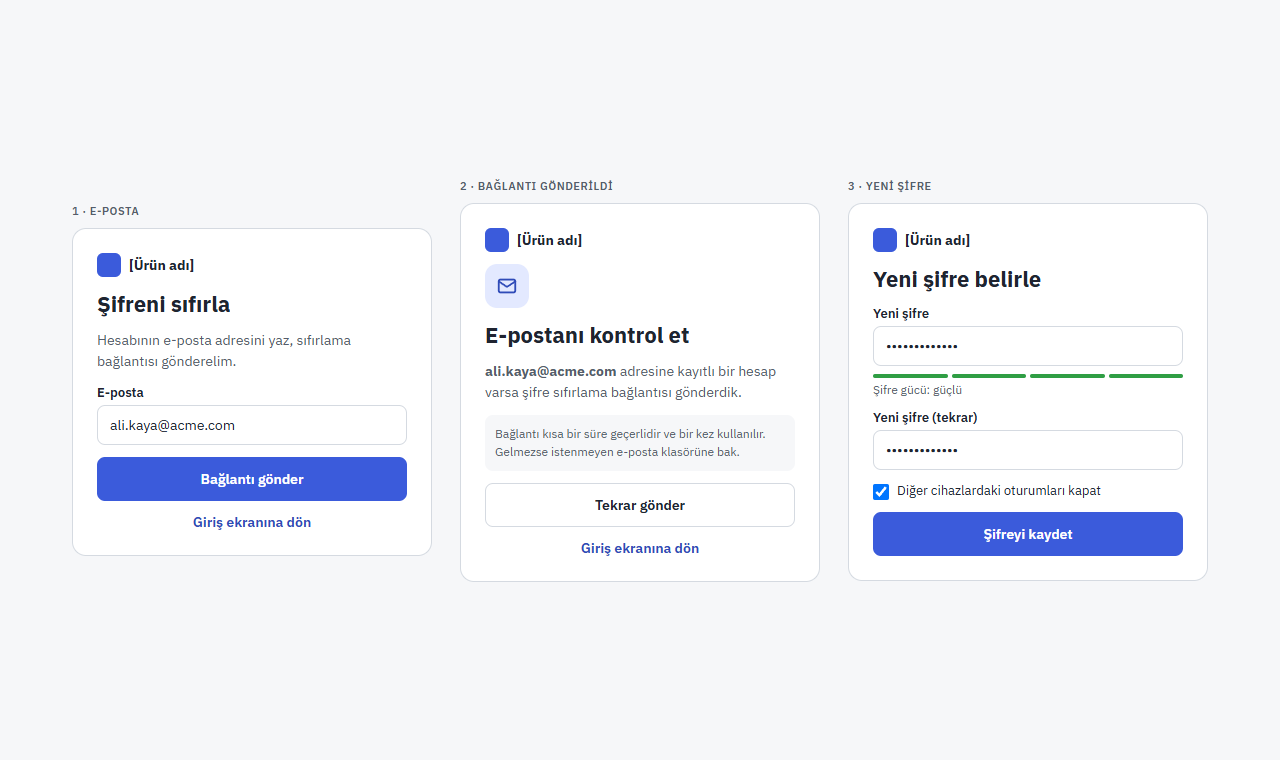 1 · E-POSTA
[Ürün adı]
Şifreni sıfırla
Hesabının e-posta adresini yaz, sıfırlama
bağlantısı gönderelim.
E-posta
ali.kaya@acme.com
Bağlantı gönder
Giriş ekranına dön
2 · BAĞLANTI GÖNDERİLDİ
[Ürün adı]
E-postanı kontrol et
ali.kaya@acme.com adresine kayıtlı bir hesap
varsa şifre sıfırlama bağlantısı gönderdik.
Bağlantı kısa bir süre geçerlidir ve bir kez kullanılır.
Gelmezse istenmeyen e-posta klasörüne bak.
Tekrar gönder
Giriş ekranına dön
3 · YENİ ŞİFRE
[Ürün adı]
Yeni şifre belirle
Yeni şifre
•••••••••••••
Şifre gücü: güçlü
Yeni şifre (tekrar)
•••••••••••••
Diğer cihazlardaki oturumları kapat
Şifreyi kaydet